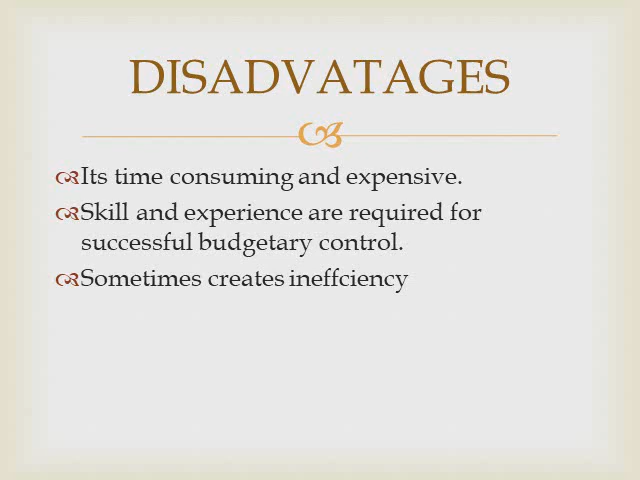 DISADVATAGES
Its time consuming and expensive.
Skill and experience are required for
successful budgetary control.
Sometimes creates ineffciency